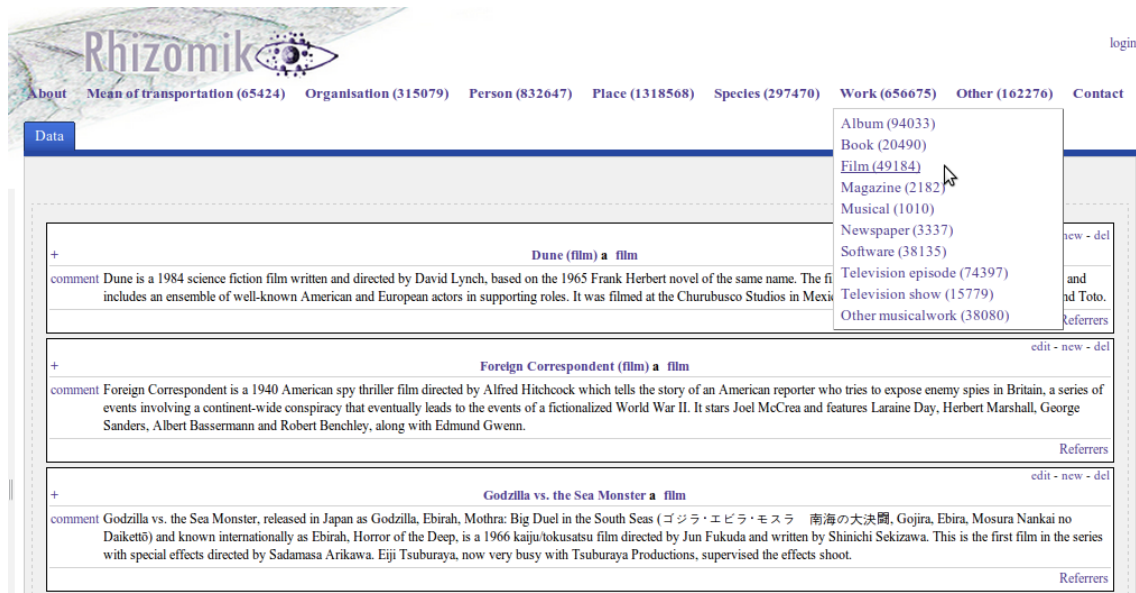 Rhizomik
login
About Mean of transportation (65424) Organisation (315079) Person (832647) Place (1318568) Species (297470) Work (656675) Other (162276) Contact
Data
Album (94033)
Book (20490)
Film (49184)
Magazine (2182)
Musical (1010)
Newspaper (3337)
Software (38135)
Television episode (74397)
Television show (15779)
Other musicalwork (38080)
new - del
+ Dune (film) a film
comment Dune is a 1984 science fiction film written and directed by David Lynch, based on the 1965 Frank Herbert novel of the same name. The and
includes an ensemble of well-known American and European actors in supporting roles. It was filmed at the Churubusco Studios in Toto.
Referrers
edit - new - del
+ Foreign Correspondent (film) a film
comment Foreign Correspondent is a 1940 American spy thriller film directed by Alfred Hitchcock which tells the story of an American reporter who tries to expose enemy spies in Britain, a series of
events involving a continent-wide conspiracy that eventually leads to the events of a fictionalized World War II. It stars Joel McCrea and features Laraine Day, Herbert Marshall, George
Sanders, Albert Bassermann and Robert Benchley, along with Edmund Gwenn.
Referrers
edit - new - del
+ Godzilla vs. the Sea Monster a film
comment Godzilla vs. the Sea Monster, released in Japan as Godzilla, Ebirah, Mothra: Big Duel in the South Seas (ゴジラ・エビラ・モスラ 南海の大決闘, Gojira, Ebira, Mosura Nankai no
Daikettō) and known internationally as Ebirah, Horror of the Deep, is a 1966 kaiju/tokusatsu film directed by Jun Fukuda and written by Shinichi Sekizawa. This is the first film in the series
with special effects directed by Sadamasa Arikawa. Eiji Tsuburaya, now very busy with Tsuburaya Productions, supervised the effects shoot.
Referrers